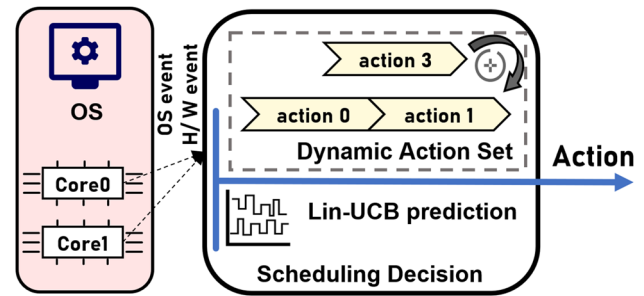 OS
Core0
Core1
OS event
H/ W event
action 3
action 0
action 1
Dynamic Action Set
Lin-UCB prediction
Scheduling Decision
Action